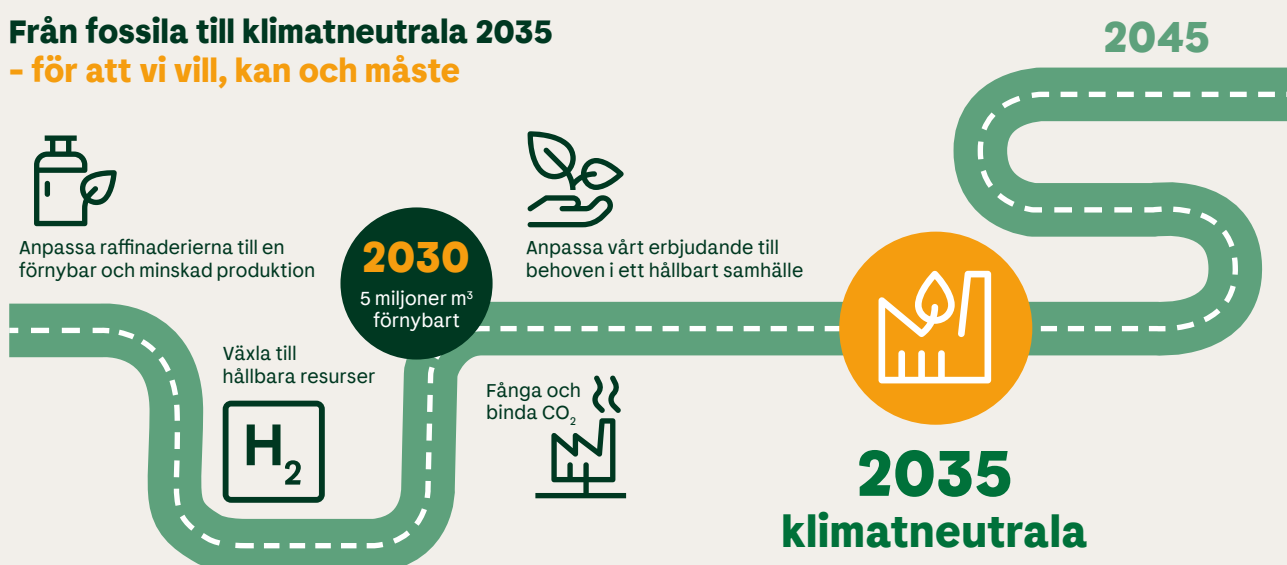 Från fossila till klimatneutrala 2035
– för att vi vill, kan och måste
2045
Anpassa raffinaderierna till en
förnybar och minskad produktion
2030
5 miljoner m³
förnybart
Anpassa vårt erbjudande till
behoven i ett hållbart samhälle
Växla till
hållbara resurser
H₂
Fånga och
binda CO₂
2035
klimatneutrala